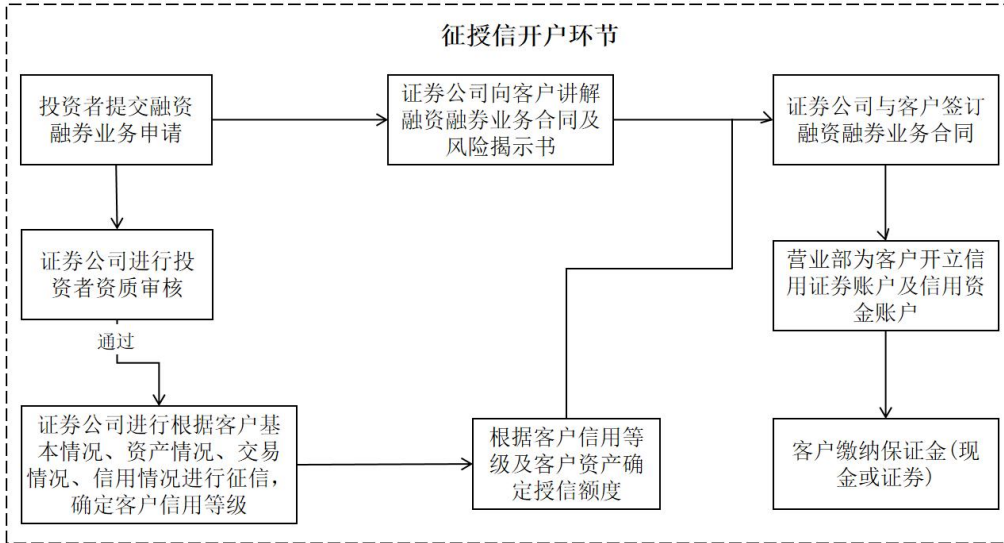 征授信开户环节
投资者提交融资
融券业务申请
证券公司向客户讲解
融资融券业务合同及
风险揭示书
证券公司与客户签订
融资融券业务合同
证券公司进行投
资者资质审核
营业部为客户开立信
用证券账户及信用资
金账户
通过
证券公司进行根据客户基
本情况、资产情况、交易
情况、信用情况进行征信，
确定客户信用等级
根据客户信用等
级及客户资产确
定授信额度
客户缴纳保证金(现
金或证券)